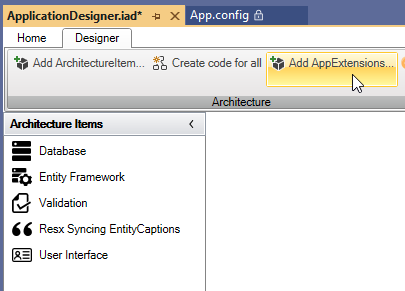 ApplicationDesigner.iad*
App.config
Home
Designer
Add ArchitectureItem...
Create code for all
Add AppExtensions...
Architecture
Architecture Items
Database
Entity Framework
Validation
Resx Syncing EntityCaptions
User Interface